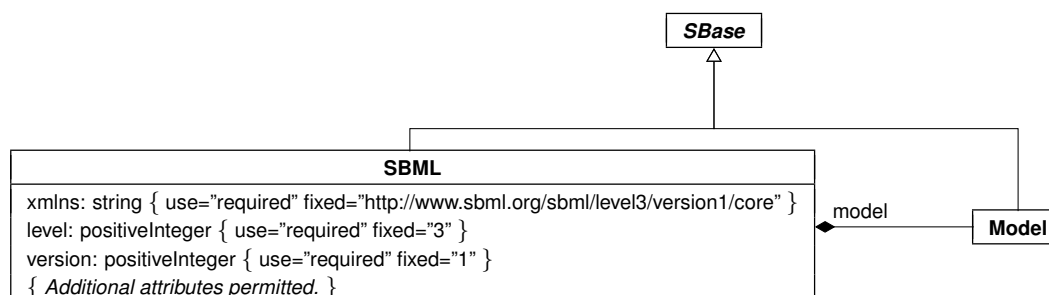 SBase
SBML
xmlns: string { use=”required” fixed=”http://www.sbml.org/sbml/level3/version1/core” }
level: positiveInteger { use=”required” fixed=”3” }
version: positiveInteger { use=”required” fixed=”1” }
{ Additional attributes permitted. }
model
Model